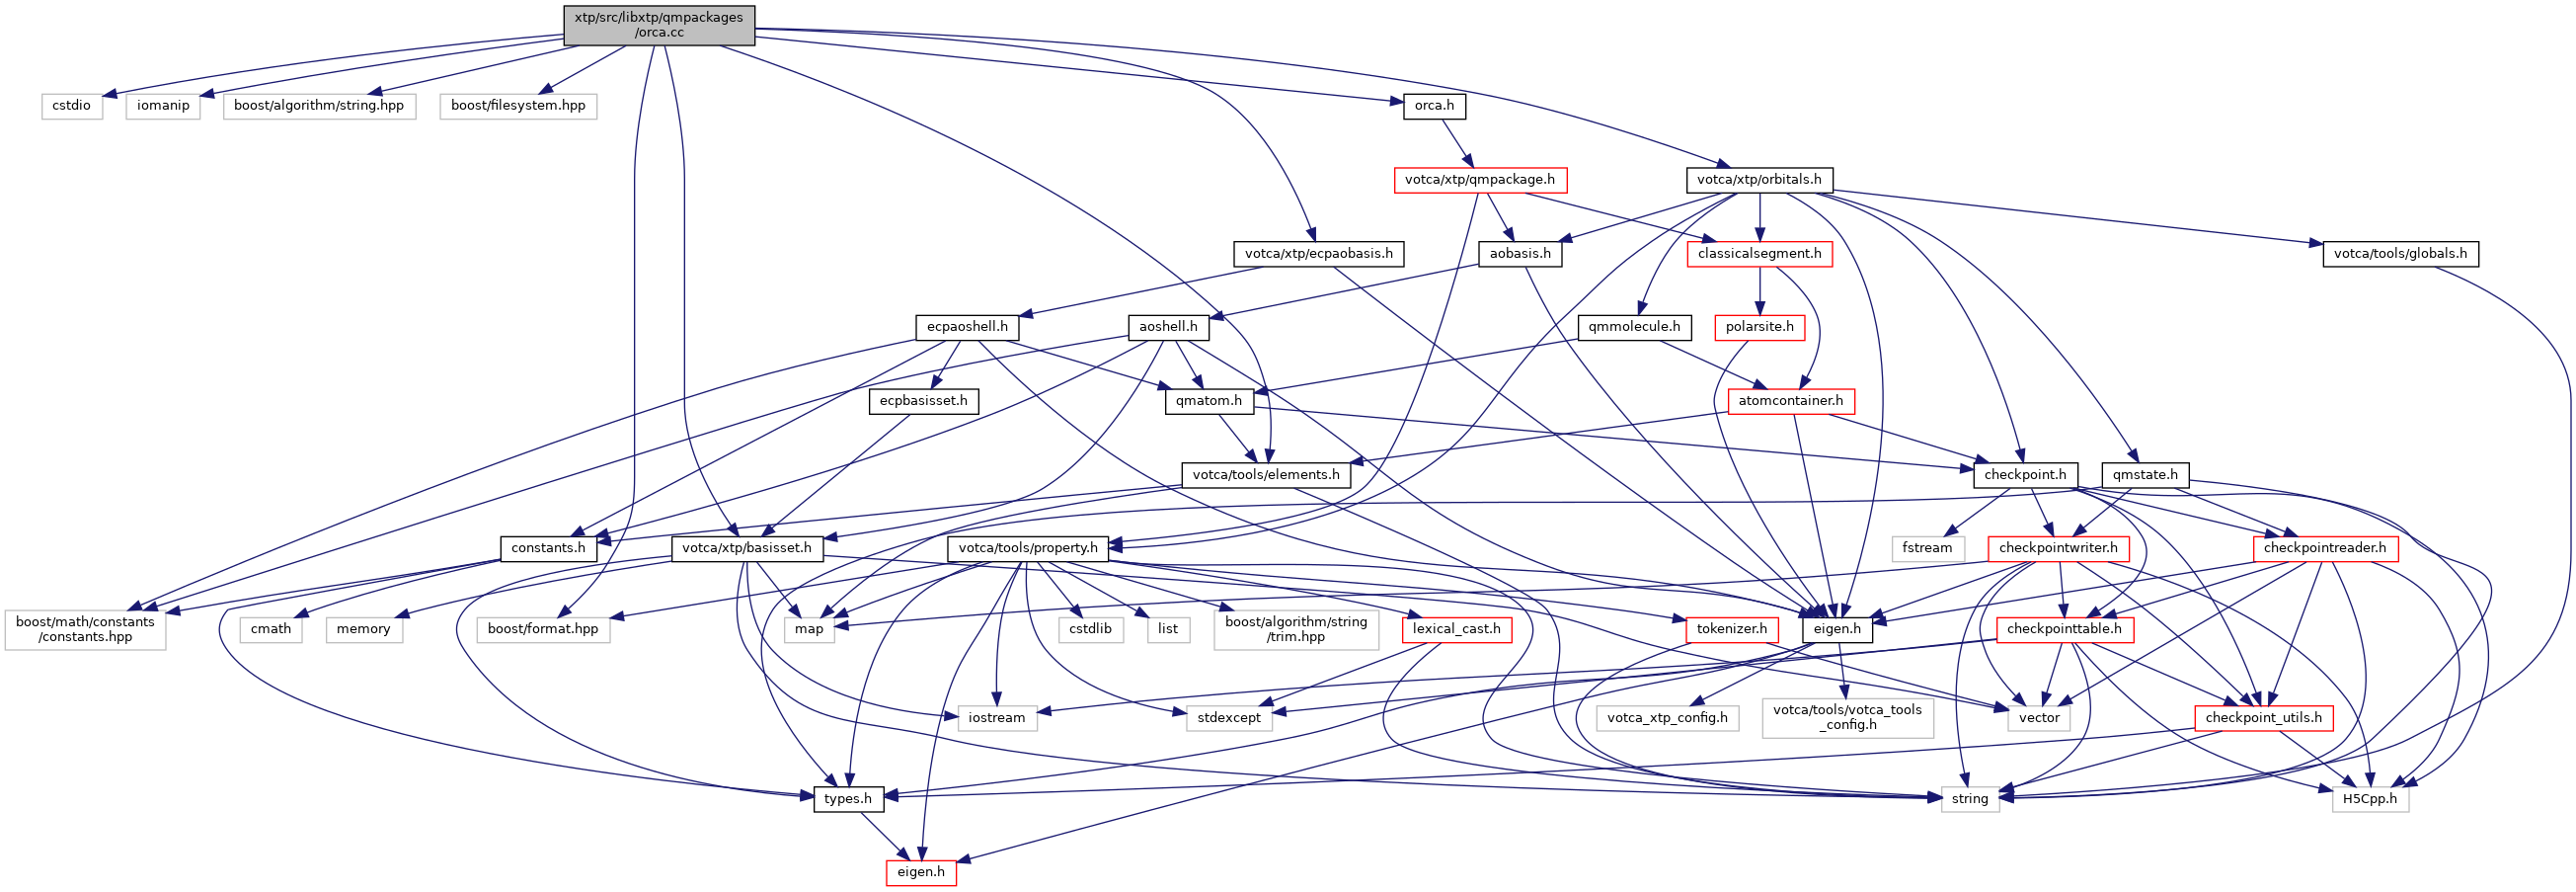 xtp/src/libxtp/qmpackages
/orca.cc
cstdio
iomanip
boost/algorithm/string.hpp
boost/filesystem.hpp
orca.h
votca/xtp/qmpackage.h
votca/xtp/orbitals.h
votca/xtp/ecpaobasis.h
aobasis.h
classicalsegment.h
votca/tools/globals.h
ecpaoshell.h
aoshell.h
qmmolecule.h
polarsite.h
ecpbasisset.h
qmatom.h
atomcontainer.h
votca/tools/elements.h
checkpoint.h
qmstate.h
constants.h
votca/xtp/basisset.h
votca/tools/property.h
fstream
checkpointwriter.h
checkpointreader.h
boost/math/constants
/constants.hpp
cmath
memory
boost/format.hpp
map
cstdlib
list
boost/algorithm/string
/trim.hpp
lexical_cast.h
tokenizer.h
eigen.h
checkpointtable.h
iostream
stdexcept
votca_xtp_config.h
votca/tools/votca_tools
_config.h
vector
checkpoint_utils.h
types.h
string
H5Cpp.h
eigen.h